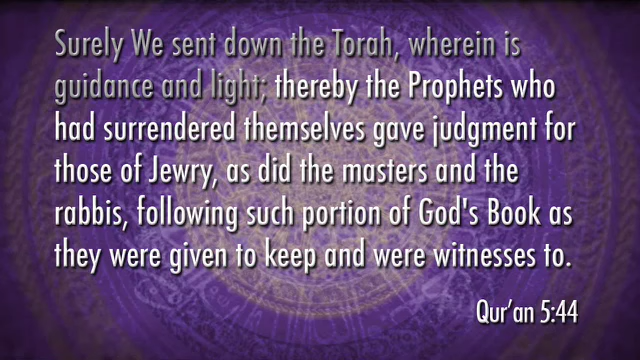 Surely We sent down the Torah, wherein is
guidance and light; thereby the Prophets who
had surrendered themselves gave judgment for
those of Jewry, as did the masters and the
rabbis, following such portion of God's Book as
they were given to keep and were witnesses to.
Qur’an 5:44